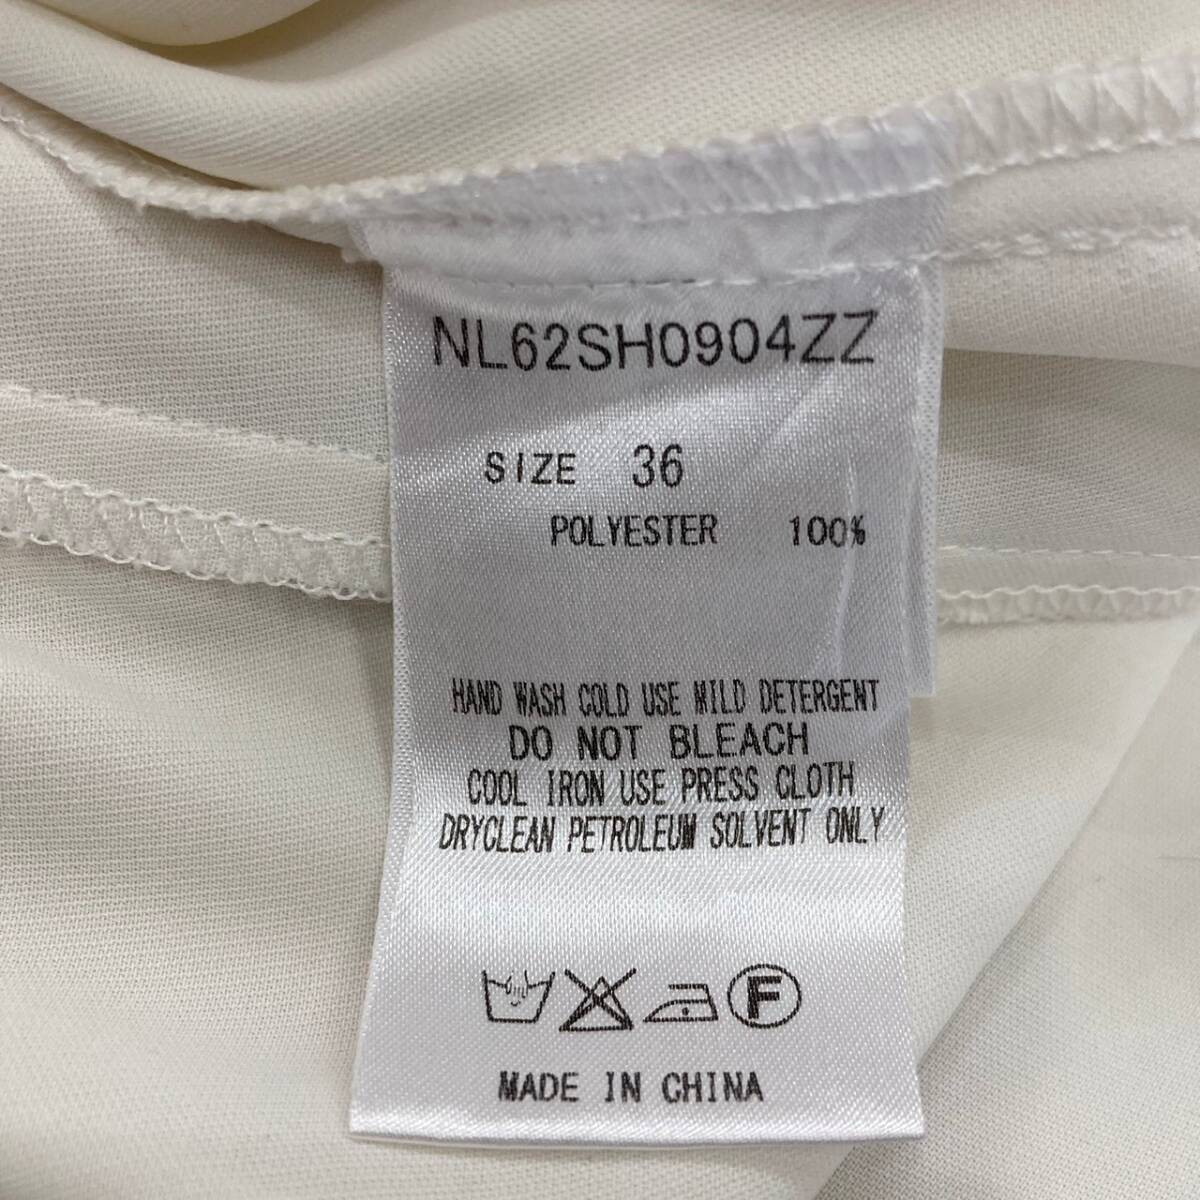 NL62SH0904ZZ
SIZE 36
POLYESTER 100%
HAND WASH COLD USE MILD DETERGENT
DO NOT BLEACH
COOL IRON USE PRESS CLOTH
DRYCLEAN PETROLEUM SOLVENT ONLY
F
MADE IN CHINA